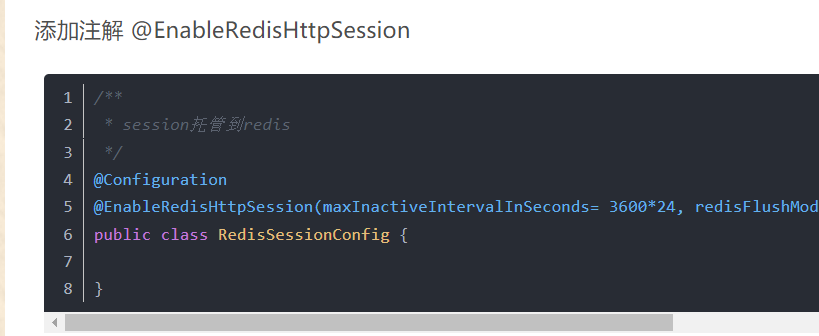 添加注解 @EnableRedisHttpSession
1 /**
2 * session托管到redis
3 */
4 @Configuration
5 @EnableRedisHttpSession(maxInactiveIntervalInSeconds= 3600*24, redisFlushMod
6 public class RedisSessionConfig {
7
8 }